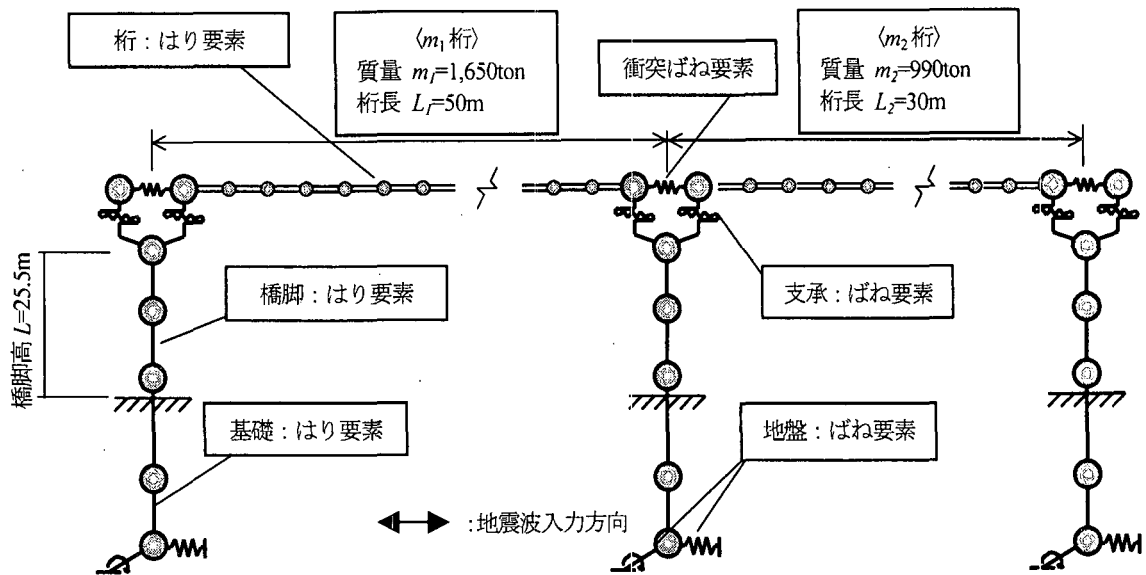 桁：はり要素
〈m₁桁〉
質量 m₁=1,650ton
桁長 L₁=50m
衝突ばね要素
〈m₂桁〉
質量 m₂=990ton
桁長 L₂=30m
橋脚高 L=25.5m
橋脚：はり要素
支承：ばね要素
基礎：はり要素
地盤：ばね要素
:地震波入力方向